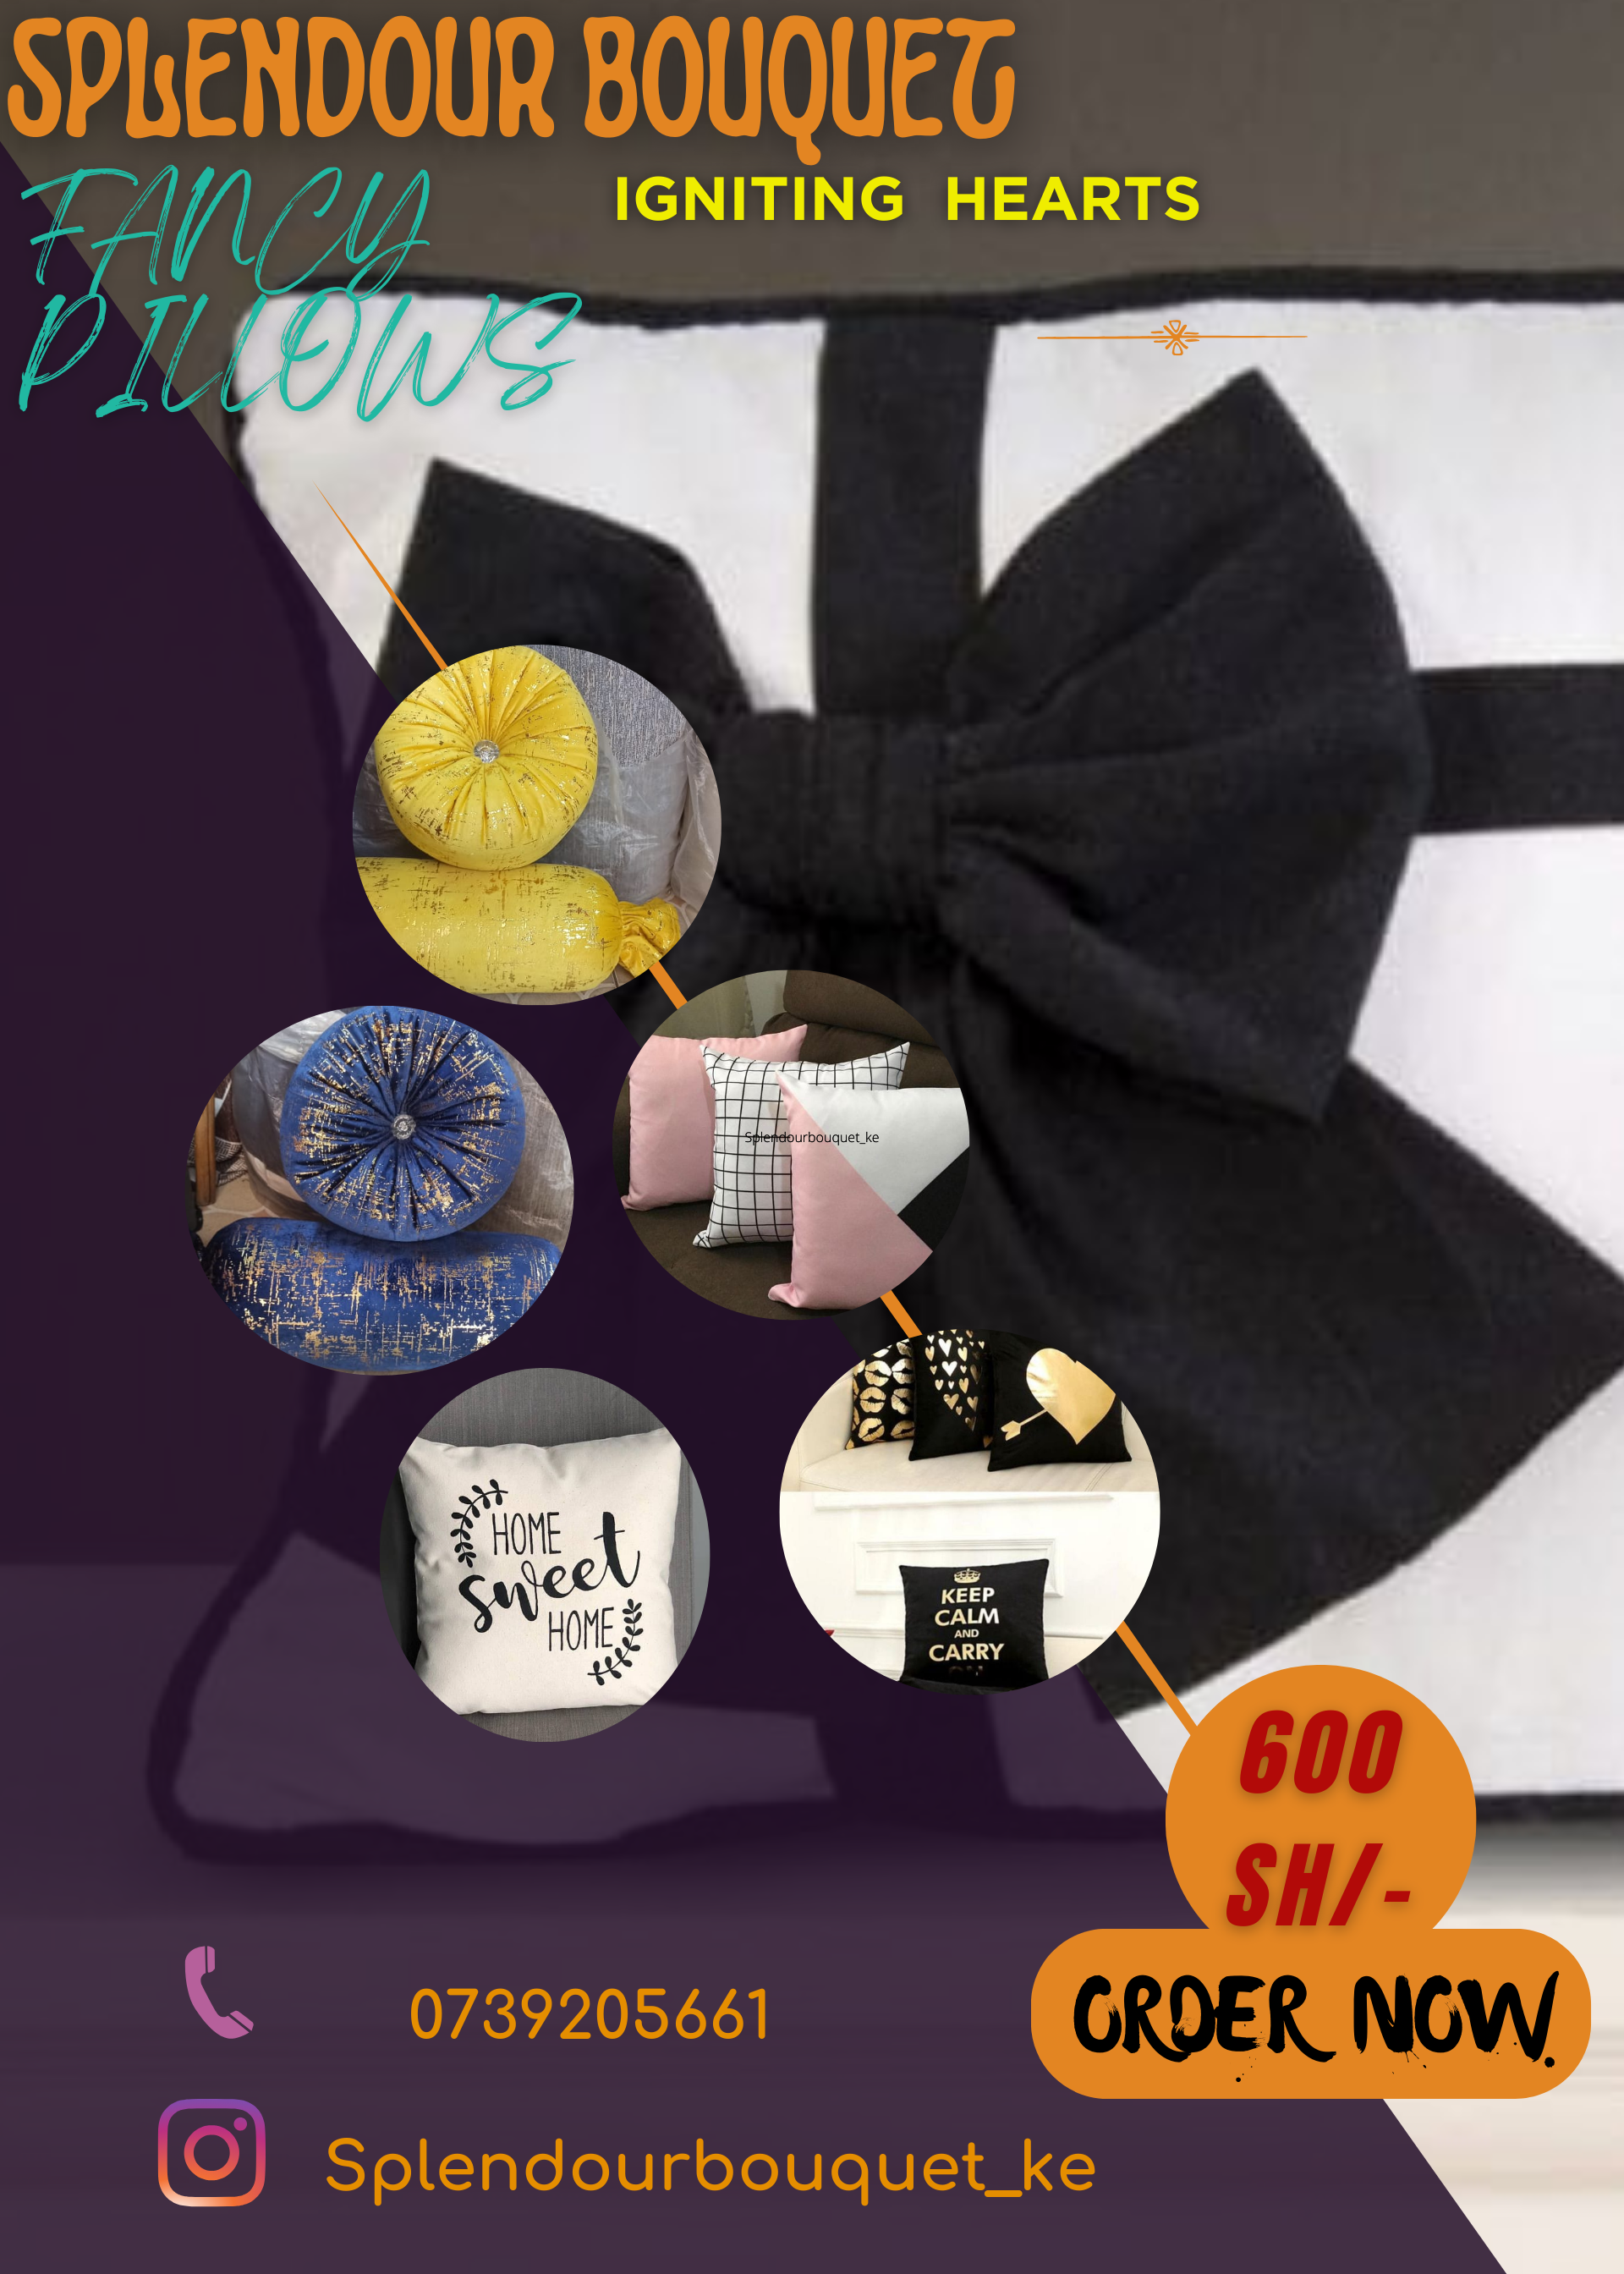 SPLENDOUR BOUQUET
FANCY
PILLOWS
IGNITING HEARTS
Splendourbouquet_ke
HOME
sweet
HOME
KEEP
CALM
AND
CARRY
ON
600
SH/-
ORDER NOW
0739205661
Splendourbouquet_ke